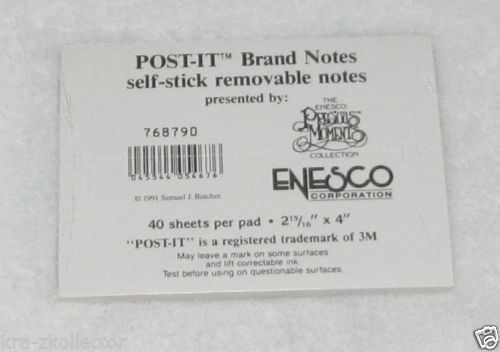 POST-IT™ Brand Notes
self-stick removable notes
presented by:
THE
ENESCO
PRECIOUS
MOMENTS
COLLECTION
768790
045544 054676
ENESCO
CORPORATION
© 1991 Samuel J. Butcher
40 sheets per pad • 2 15/16" x 4"
"POST-IT" is a registered trademark of 3M
May leave a mark on some surfaces
and lift correctable ink.
Test before using on questionable surfaces.
kra-zkollector